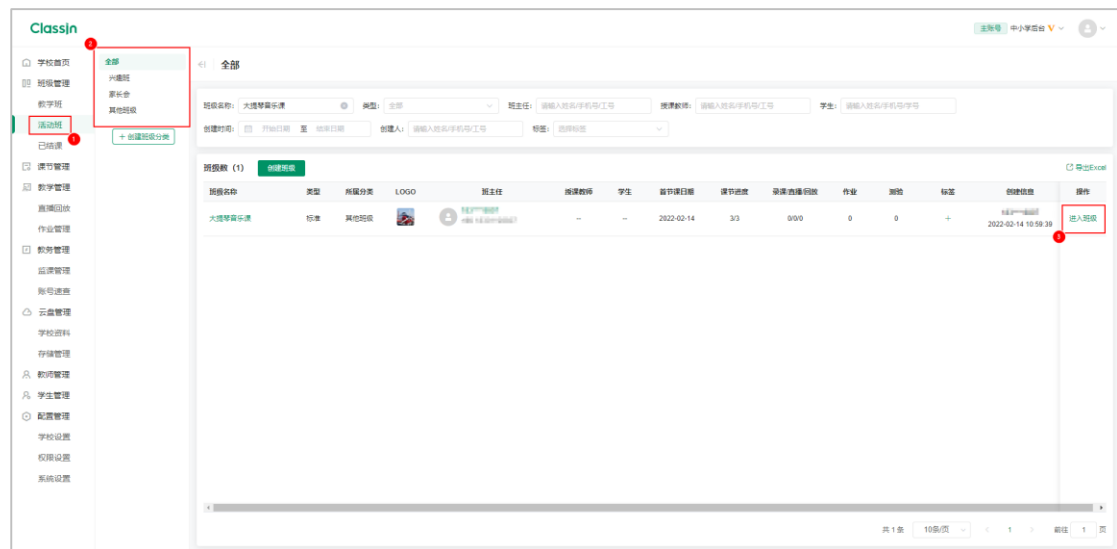 ClassIn
主账号 中小学后台 V
2
学校首页
班级管理
教学班
活动班
1
已结课
课节管理
教学管理
直播回放
作业管理
教务管理
监课管理
账号速查
云盘管理
学校资料
存储管理
教师管理
学生管理
配置管理
学校设置
权限设置
系统设置
全部
兴趣班
家长会
其他班级
+ 创建班级分类
全部
班级名称： 大提琴音乐课 类型： 全部 班主任： 请输入姓名/手机号/工号 授课教师： 请输入姓名/手机号/工号 学生： 请输入姓名/手机号/学号
创建时间： 开始日期 至 结束日期 创建人： 请输入姓名/手机号/工号 标签： 选择标签
班级数（1） 创建班级 导出Excel
班级名称 类型 所属分类 LOGO 班主任 授课教师 学生 首节课日期 课节进度 录课/直播/回放 作业 测验 标签 创建信息 操作
大提琴音乐课 标准 其他班级 -- -- 2022-02-14 3/3 0/0/0 0 0 + 2022-02-14 10:59:39 进入班级
3
共 1 条 10条/页 < 1 > 前往 1 页